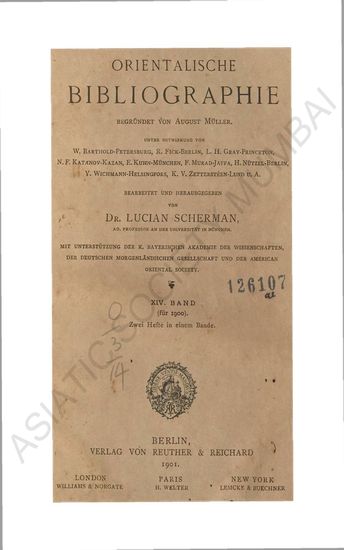 ORIENTALISCHE
BIBLIOGRAPHIE
BEGRÜNDET VON AUGUST MÜLLER.
UNTER MITWIRKUNG VON
W. BARTHOLD-PETERSBURG, R. FICK-BERLIN, L. H. GRAY-PRINCETON,
N. F. KATANOV-KAZAN, E. KUHN-MÜNCHEN, F. MURAD-JAFFA, H. NÜTZEL-BERLIN,
Y. WICHMANN-HELSINGFORS, K. V. ZETTERSTÉEN-LUND U. A.
BEARBEITET UND HERAUSGEGEBEN
VON
DR. LUCIAN SCHERMAN,
AO. PROFESSOR AN DER UNIVERSITÄT IN MÜNCHEN.
MIT UNTERSTÜTZUNG DER K. BAYERISCHEN AKADEMIE DER WISSENSCHAFTEN,
DER DEUTSCHEN MORGENLÄNDISCHEN GESELLSCHAFT UND DER AMERICAN
ORIENTAL SOCIETY.
126107
XIV. BAND
(für 1900).
Zwei Hefte in einem Bande.
3
14
BERLIN,
VERLAG VON REUTHER & REICHARD
1901.
LONDON PARIS NEW YORK
WILLIAMS & NORGATE H. WELTER LEMCKE & BUECHNER
ASIATIC SOCIETY OF MUMBAI